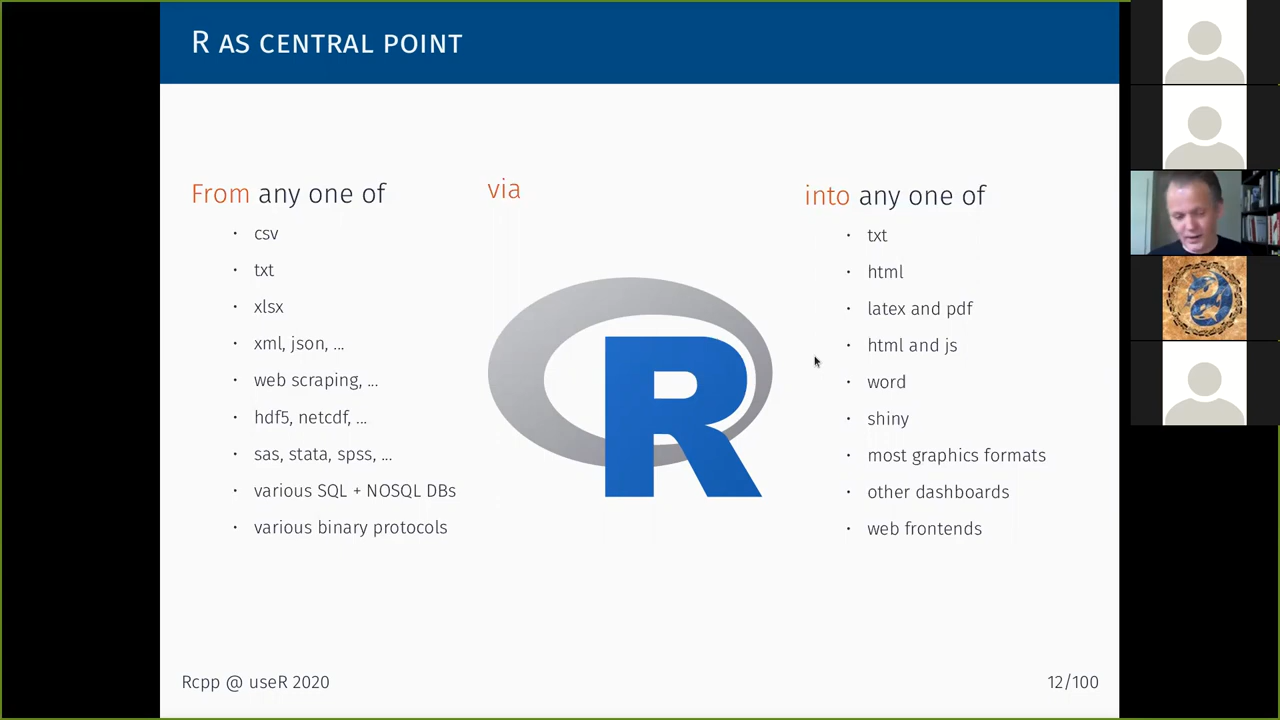 R AS CENTRAL POINT
From any one of
· csv
· txt
· xlsx
· xml, json, ...
· web scraping, ...
· hdf5, netcdf, ...
· sas, stata, spss, ...
· various SQL + NOSQL DBs
· various binary protocols
via
R
into any one of
· txt
· html
· latex and pdf
· html and js
· word
· shiny
· most graphics formats
· other dashboards
· web frontends
Rcpp @ useR 2020
12/100